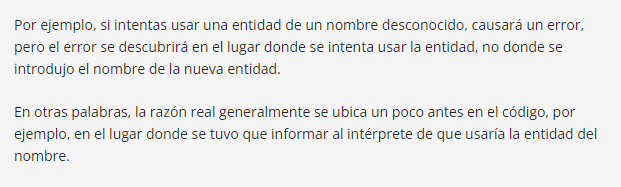 Por ejemplo, si intentas usar una entidad de un nombre desconocido, causará un error,
pero el error se descubrirá en el lugar donde se intenta usar la entidad, no donde se
introdujo el nombre de la nueva entidad.
En otras palabras, la razón real generalmente se ubica un poco antes en el código, por
ejemplo, en el lugar donde se tuvo que informar al intérprete de que usaría la entidad del
nombre.